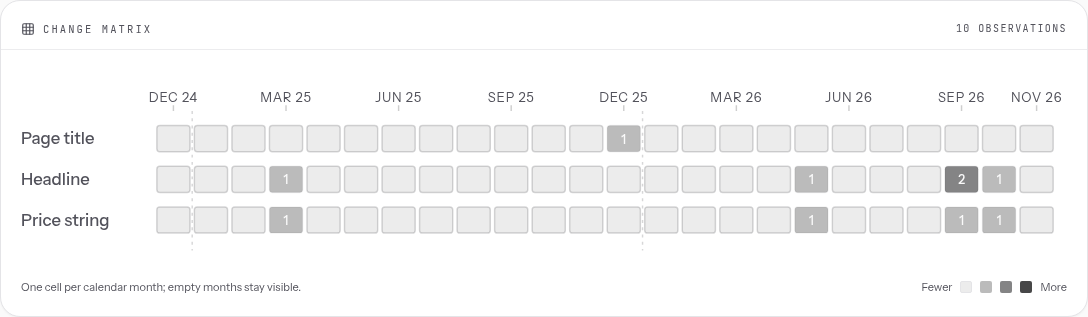 CHANGE MATRIX
10 OBSERVATIONS
DEC 24 MAR 25 JUN 25 SEP 25 DEC 25 MAR 26 JUN 26 SEP 26 NOV 26
Page title 1
Headline 1 1 2 1
Price string 1 1 1 1
One cell per calendar month; empty months stay visible.
Fewer More